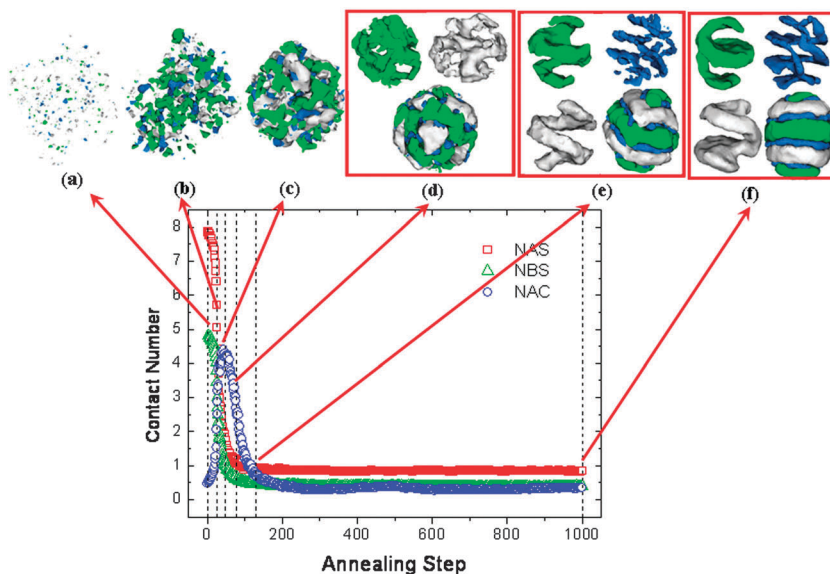 (a)
(b)
(c)
(d)
(e)
(f)
8
7
6
5
4
3
2
1
0
Contact Number
NAS
NBS
NAC
0
200
400
600
800
1000
Annealing Step